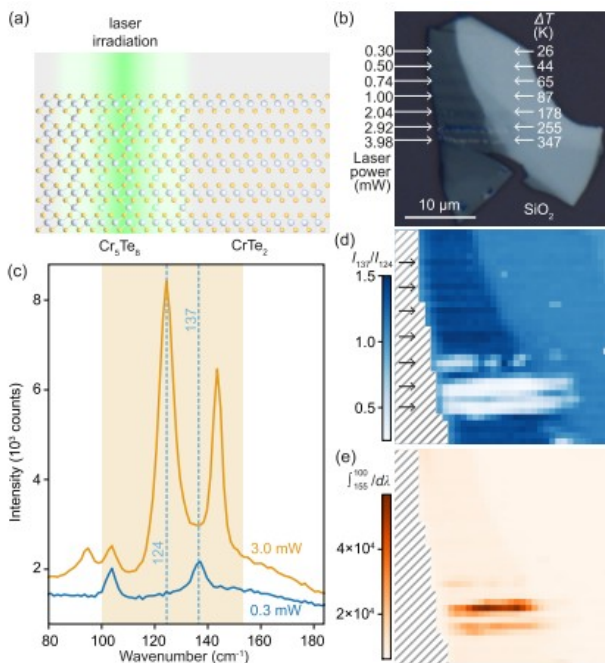 (a)
laser
irradiation
Cr₅Te₈
CrTe₂
(b)
ΔT
(K)
0.30 26
0.50 44
0.74 65
1.00 87
2.04 178
2.92 255
3.98 347
Laser
power
(mW)
10 μm
SiO₂
(c)
Intensity (10³ counts)
8
6
4
2
137
124
3.0 mW
0.3 mW
80 100 120 140 160 180
Wavenumber (cm⁻¹)
(d)
I₁₃₇/I₁₂₄
1.5
1.0
0.5
(e)
∫₁₅₅¹⁰⁰ I dλ
4×10⁴
2×10⁴